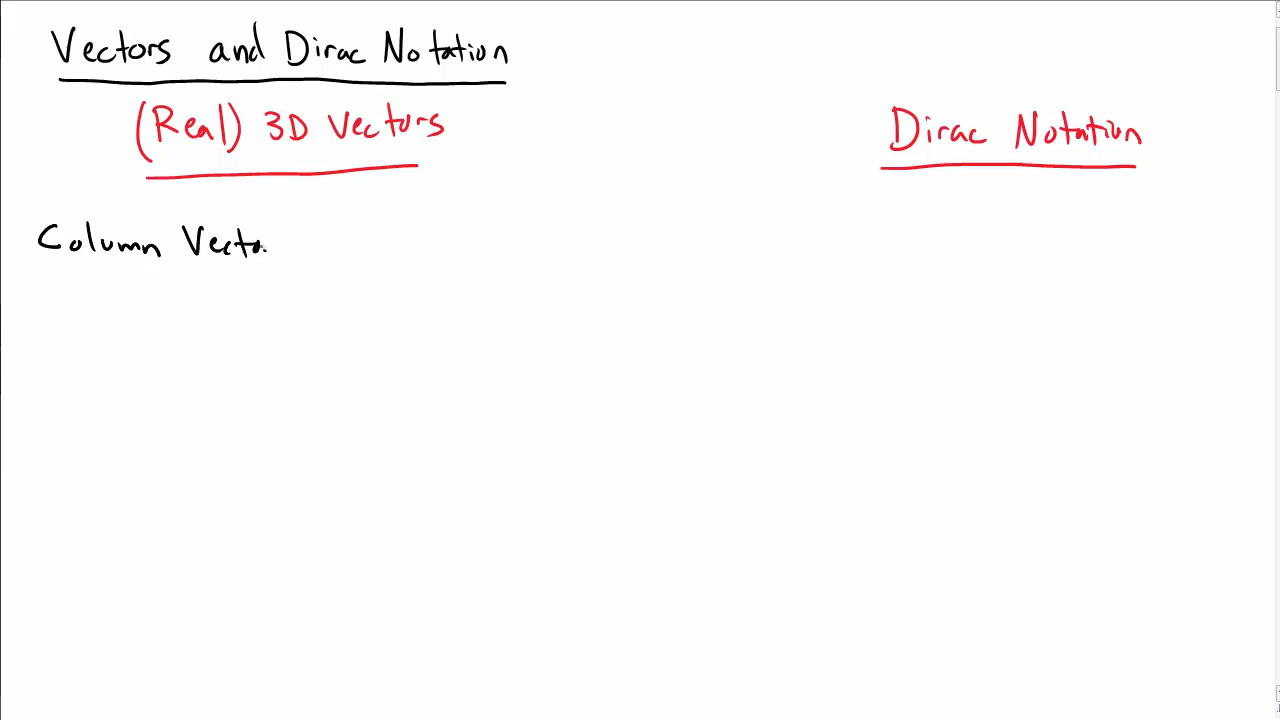 Vectors and Dirac Notation
(Real) 3D Vectors
Dirac Notation
Column Vecto